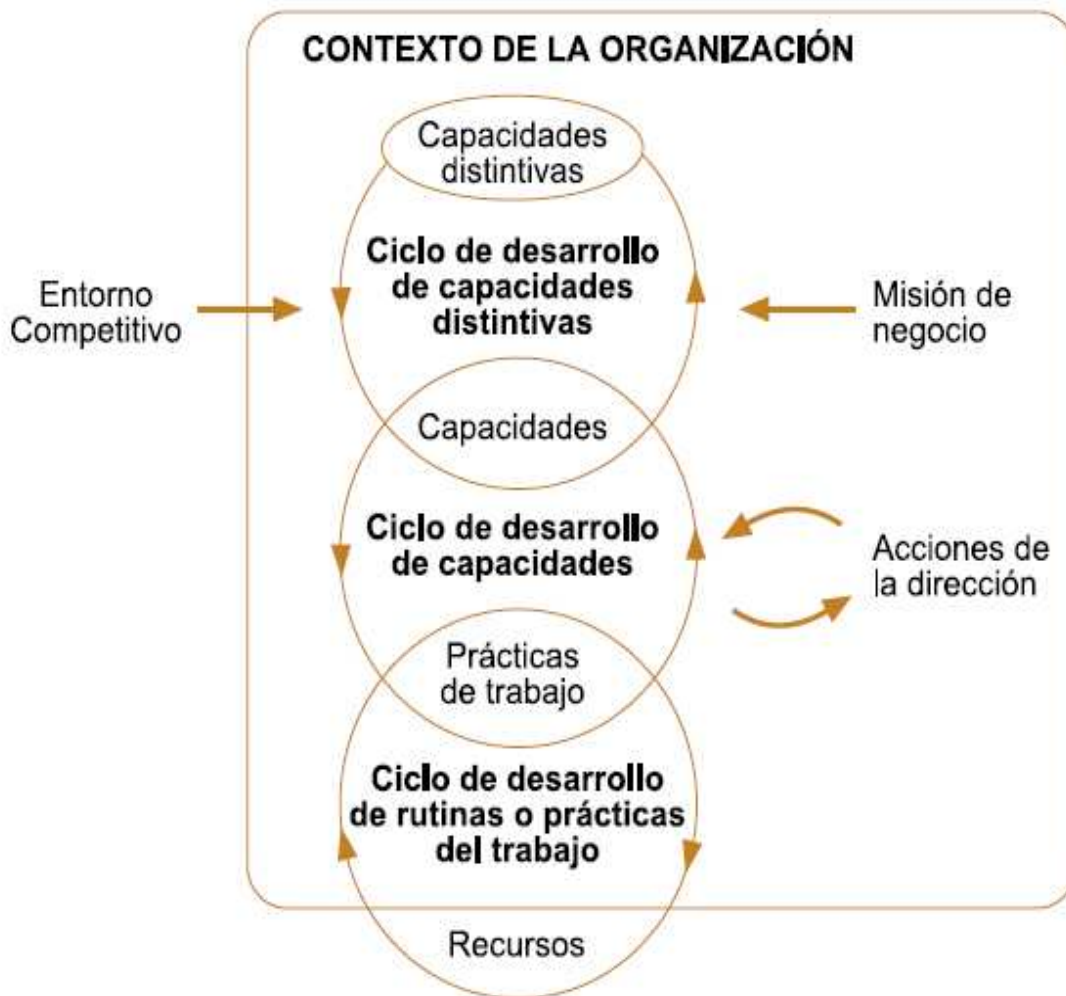 CONTEXTO DE LA ORGANIZACIÓN
Capacidades
distintivas
Ciclo de desarrollo
de capacidades
distintivas
Entorno
Competitivo
Misión de
negocio
Capacidades
Ciclo de desarrollo
de capacidades
Acciones de
la dirección
Prácticas
de trabajo
Ciclo de desarrollo
de rutinas o prácticas
del trabajo
Recursos